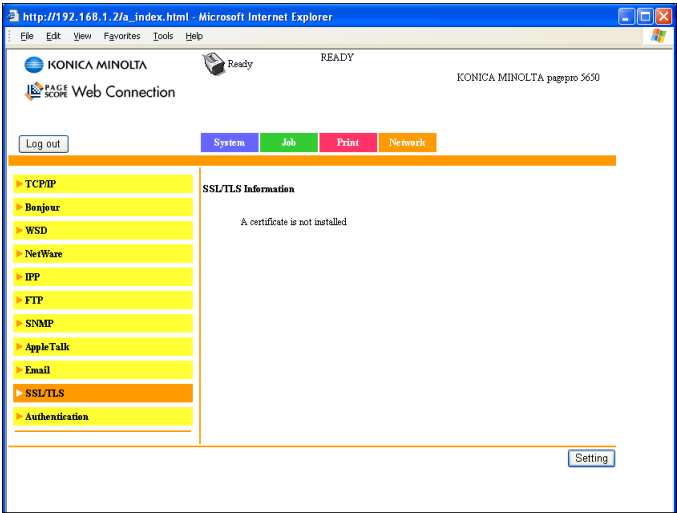 http://192.168.1.2/a_index.html - Microsoft Internet Explorer
File Edit View Favorites Tools Help
KONICA MINOLTA
Ready
READY
KONICA MINOLTA pagepro 5650
PAGE SCOPE Web Connection
Log out
System Job Print Network
TCP/IP
SSL/TLS Information
Bonjour
A certificate is not installed
WSD
NetWare
IPP
FTP
SNMP
AppleTalk
Email
SSL/TLS
Authentication
Setting